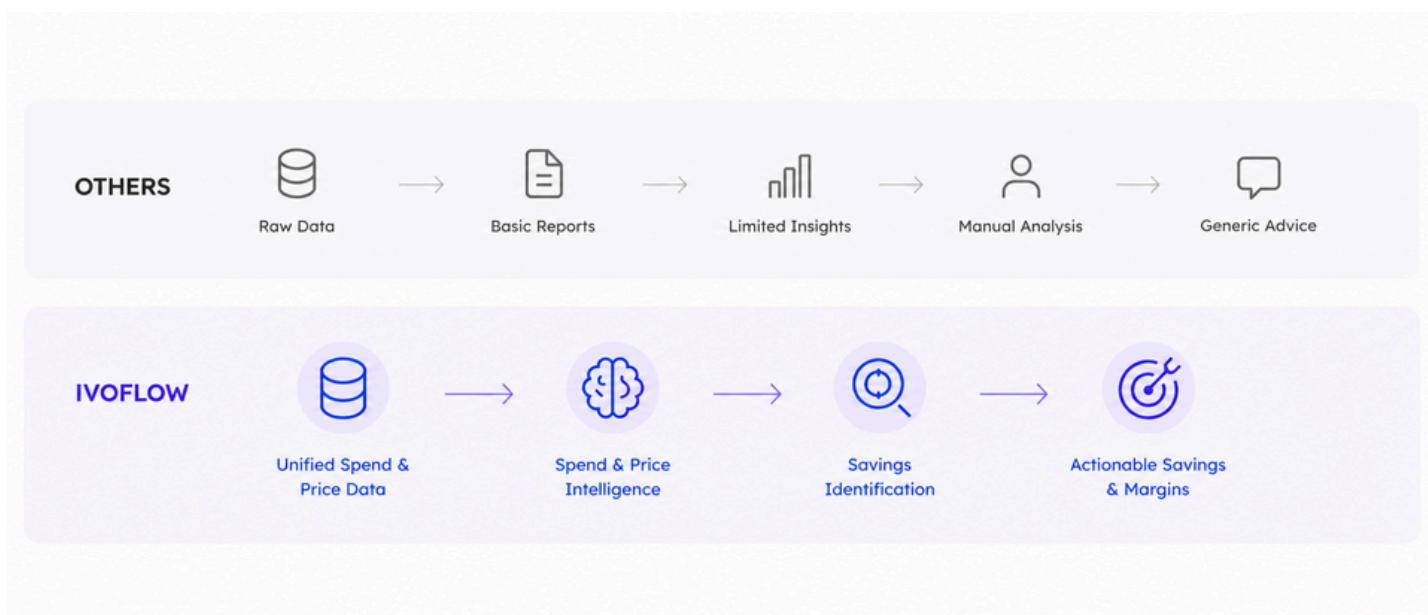 OTHERS
Raw Data
Basic Reports
Limited Insights
Manual Analysis
Generic Advice
IVOFLOW
Unified Spend &
Price Data
Spend & Price
Intelligence
Savings
Identification
Actionable Savings
& Margins